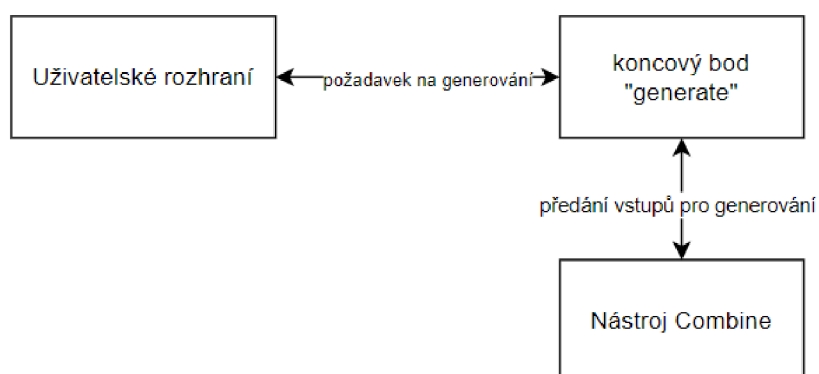 Uživatelské rozhraní
požadavek na generování
koncový bod
"generate"
předání vstupů pro generování
Nástroj Combine